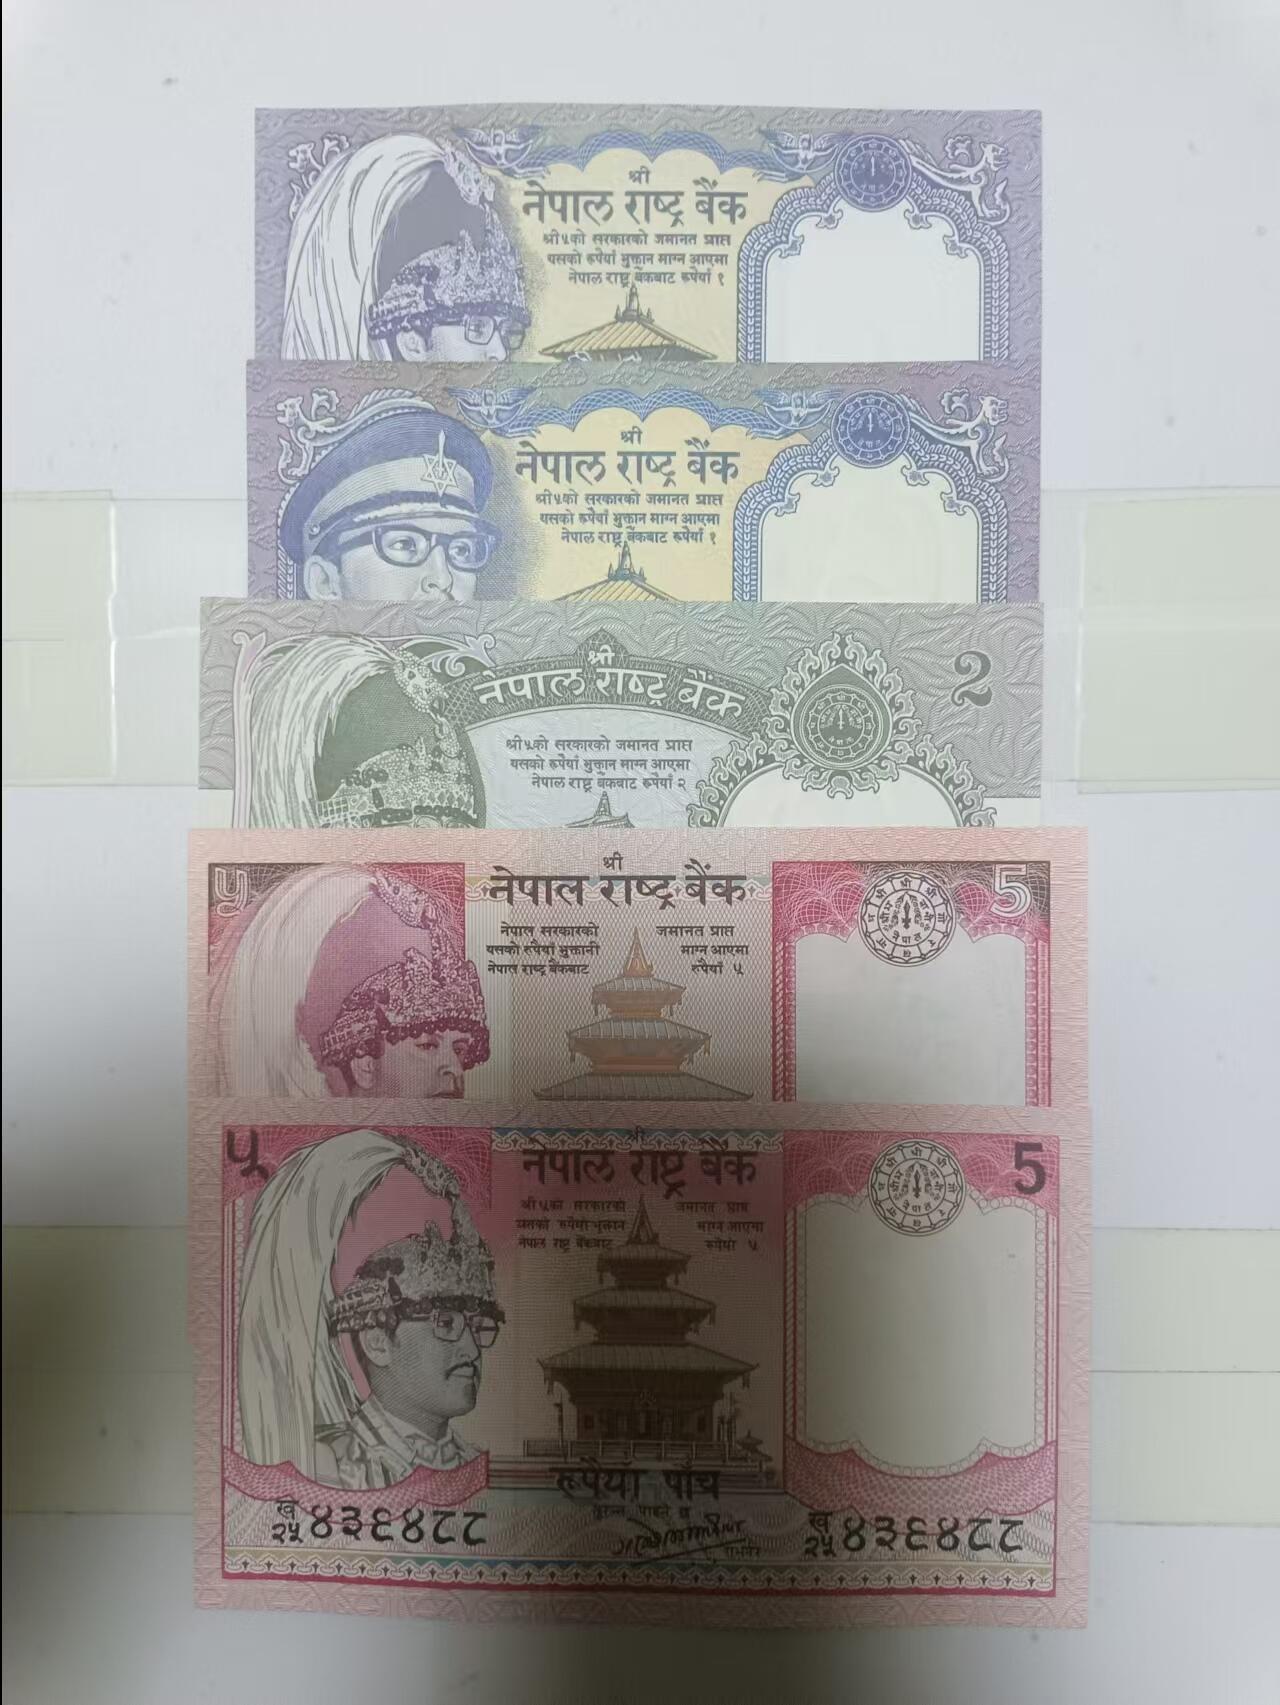 श्री
नेपाल राष्ट्र बैंक
श्री ५को सरकारको जमानत प्राप्त
यसको रुपैयाँ भुक्तान माग्न आएमा
नेपाल राष्ट्र बैंकबाट रुपैयाँ १
श्री
नेपाल राष्ट्र बैंक
श्री ५को सरकारको जमानत प्राप्त
यसको रुपैयाँ भुक्तान माग्न आएमा
नेपाल राष्ट्र बैंकबाट रुपैयाँ १
श्री
नेपाल राष्ट्र बैंक
2
श्री ५को सरकारको जमानत प्राप्त
यसको रुपैयाँ भुक्तान माग्न आएमा
नेपाल राष्ट्र बैंकबाट रुपैयाँ २
श्री
५ नेपाल राष्ट्र बैंक 5
नेपाल सरकारको जमानत प्राप्त
यसको रुपैयाँ भुक्तानी माग्न आएमा
नेपाल राष्ट्र बैंकबाट रुपैयाँ ५
श्री
५ नेपाल राष्ट्र बैंक 5
श्री ५को सरकारको जमानत प्राप्त
यसको रुपैयाँ भुक्तान माग्न आएमा
नेपाल राष्ट्र बैंकबाट रुपैयाँ ५
रुपैयाँ पाँच
ख २५ ४३६४८८ ख २५ ४३६४८८